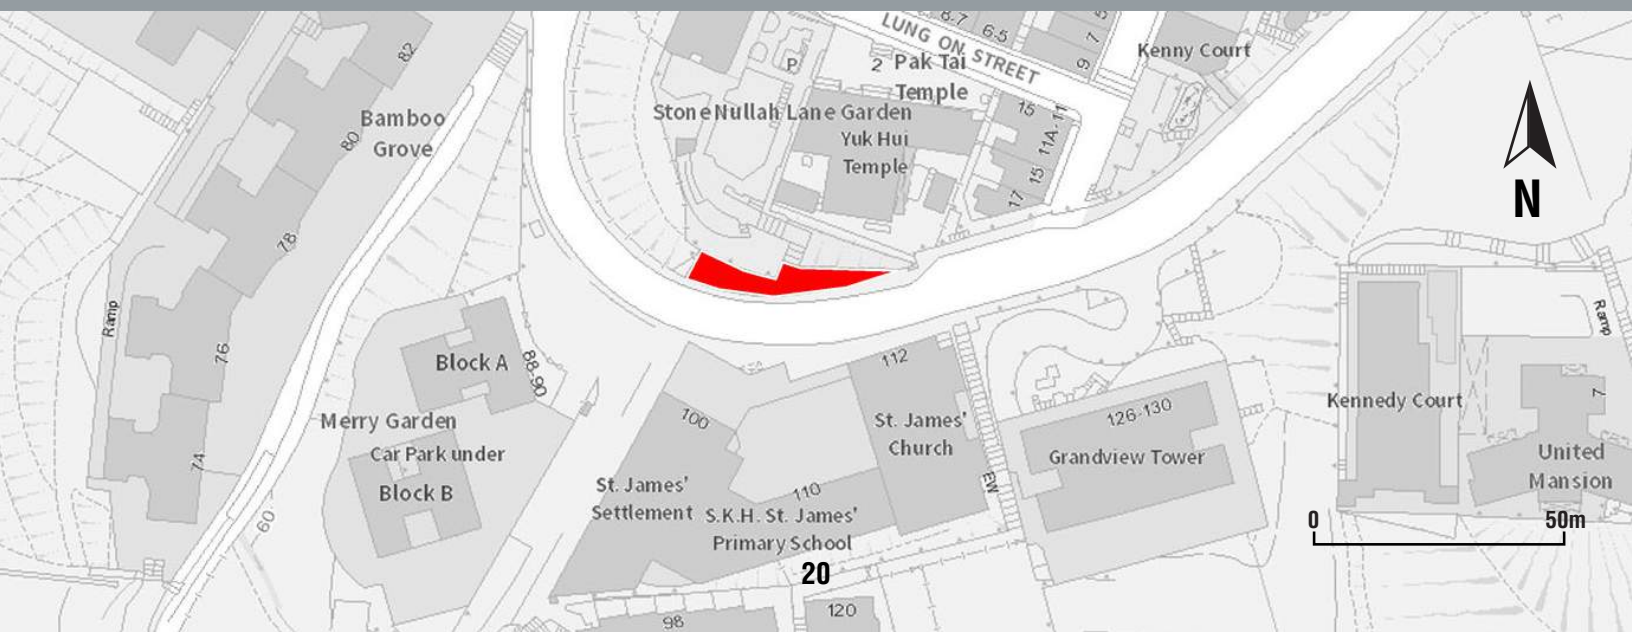 82
8-7
6-5
5
7
9
LUNG ON STREET
Kenny Court
P
2
Pak Tai
Temple
Stone Nullah Lane Garden
Bamboo
Grove
80
Yuk Hui
Temple
15
11A-11
15
17
N
78
Ramp
76
Block A
88-90
Merry Garden
Car Park under
Block B
74
60
112
100
St. James'
Church
126-130
Grandview Tower
Kennedy Court
Ramp
7
United
Mansion
St. James'
Settlement
110
S.K.H. St. James'
Primary School
EW
0
50m
20
98
120